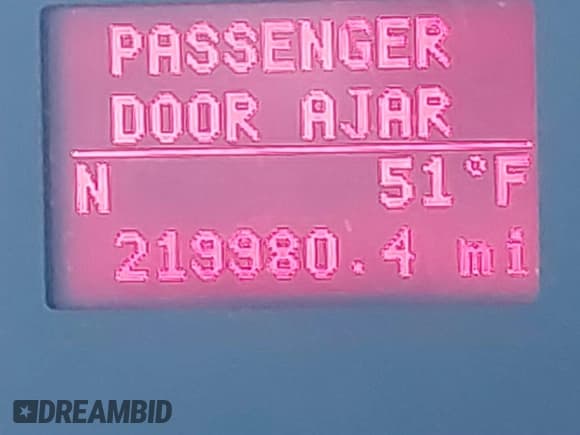 PASSENGER
DOOR AJAR
N 51°F
219980.4 mi
DREAMBID